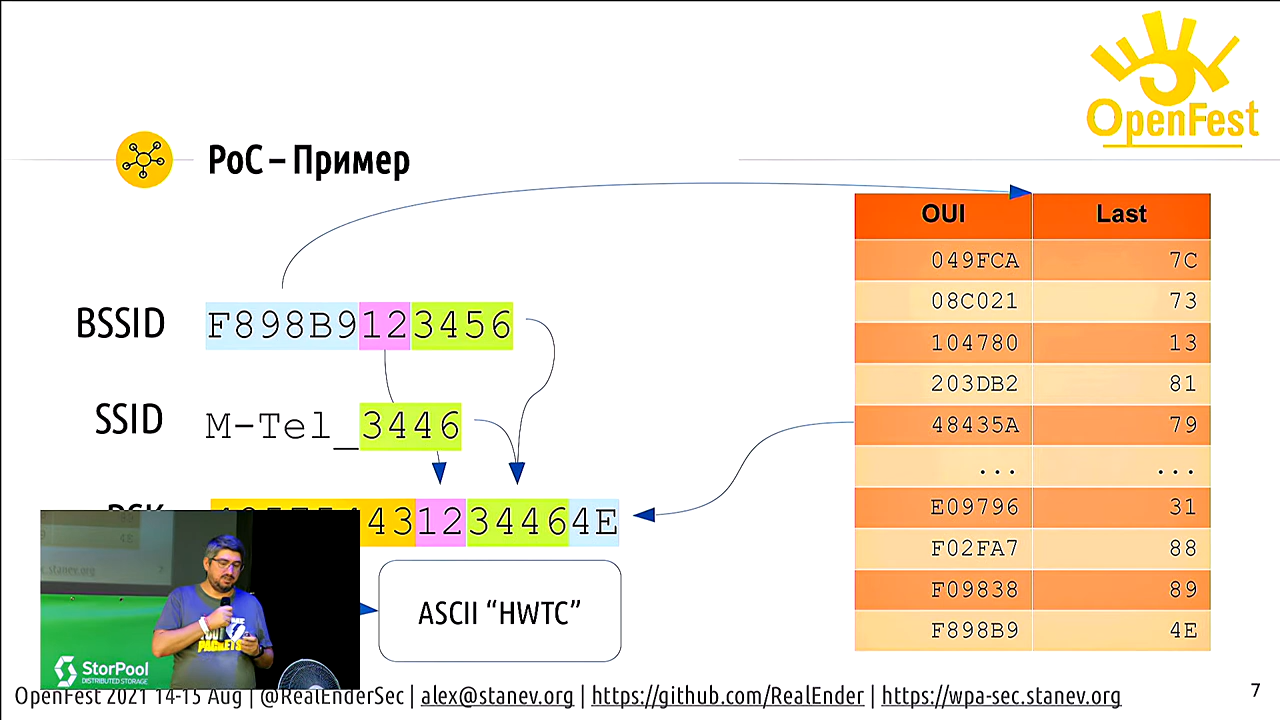 OpenFest
PoC – Пример
OUI Last
049FCA 7C
08C021 73
104780 13
203DB2 81
48435A 79
... ...
E09796 31
F02FA7 88
F09838 89
F898B9 4E
BSSID F898B9123456
SSID M-Tel_3446
PSK 431234464E
ASCII “HWTC”
PACKETS
StorPool
DISTRIBUTED STORAGE
OpenFest 2021 14-15 Aug | @RealEnderSec | alex@stanev.org | https://github.com/RealEnder | https://wpa-sec.stanev.org
7